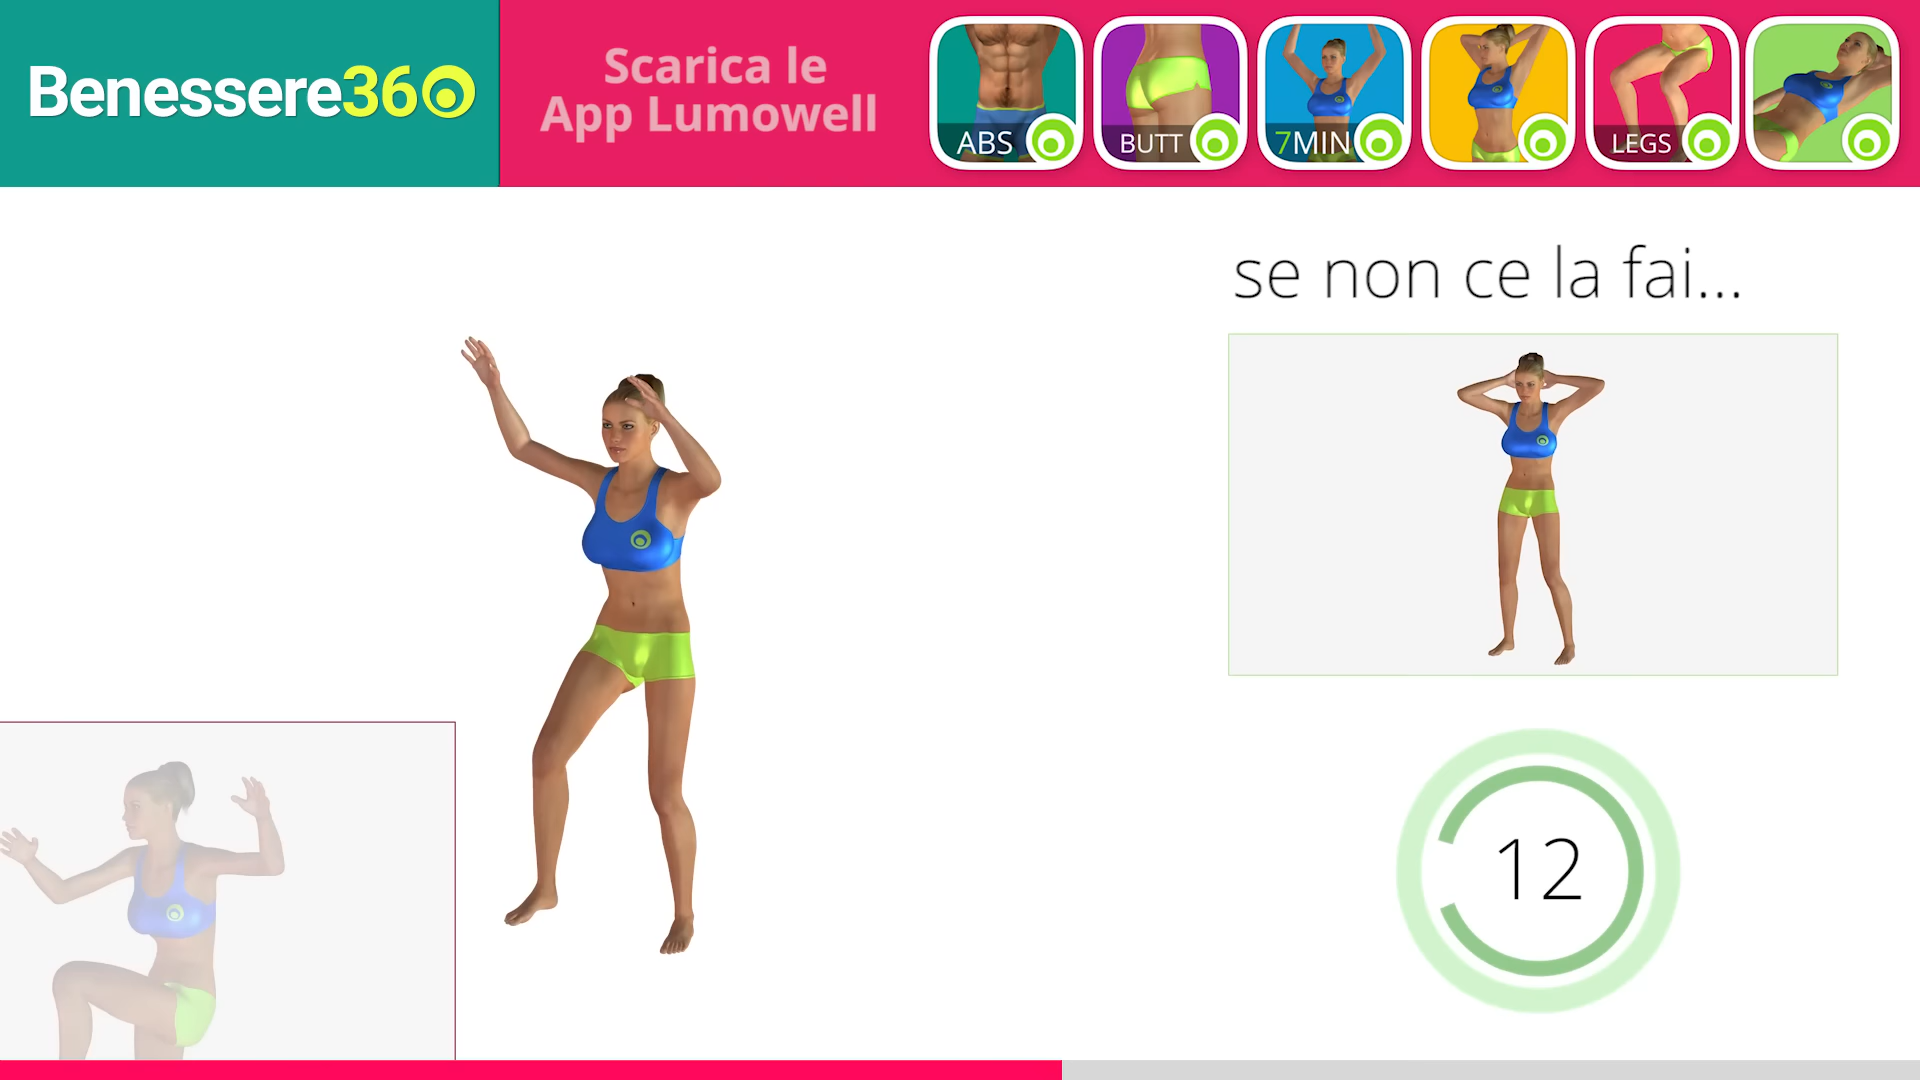 Benessere360
Scarica le
App Lumowell
ABS
BUTT
7MIN
LEGS
se non ce la fai...
12